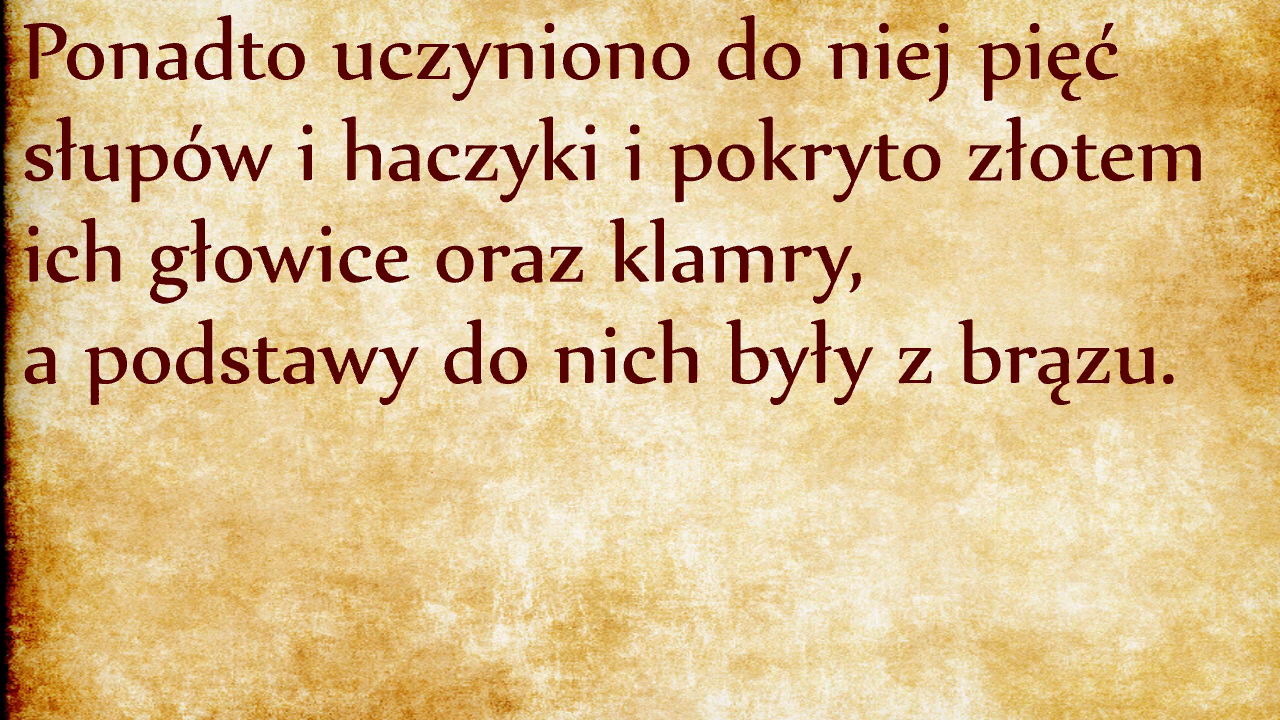 Ponadto uczyniono do niej pięć
słupów i haczyki i pokryto złotem
ich głowice oraz klamry,
a podstawy do nich były z brązu.